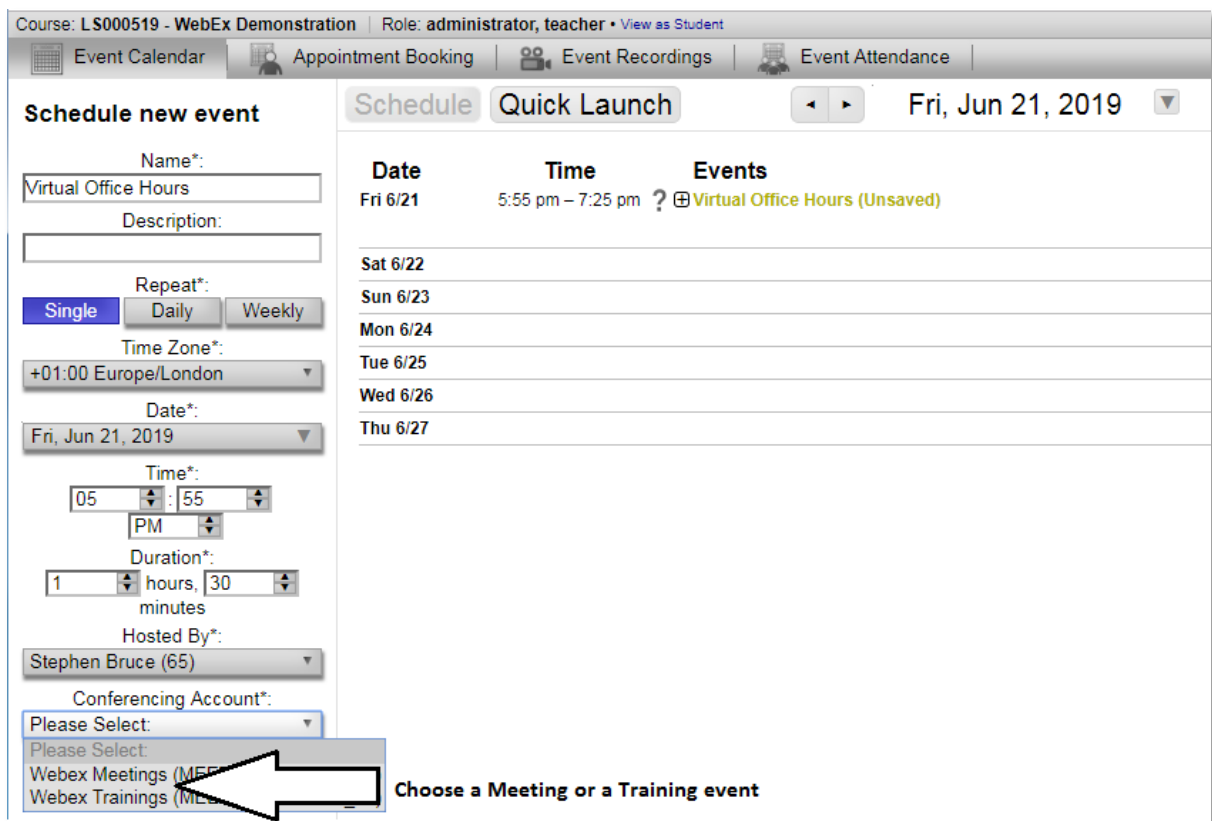 Course: LS000519 - WebEx Demonstration | Role: administrator, teacher • View as Student
Event Calendar | Appointment Booking | Event Recordings | Event Attendance |
Schedule new event
Name*:
Virtual Office Hours
Description:
Repeat*:
Single Daily Weekly
Time Zone*:
+01:00 Europe/London
Date*:
Fri, Jun 21, 2019
Time*:
05 : 55
PM
Duration*:
1 hours, 30
minutes
Hosted By*:
Stephen Bruce (65)
Conferencing Account*:
Please Select:
Please Select:
Webex Meetings
Webex Trainings
Schedule Quick Launch Fri, Jun 21, 2019
Date Time Events
Fri 6/21 5:55 pm – 7:25 pm ? Virtual Office Hours (Unsaved)
Sat 6/22
Sun 6/23
Mon 6/24
Tue 6/25
Wed 6/26
Thu 6/27
Choose a Meeting or a Training event